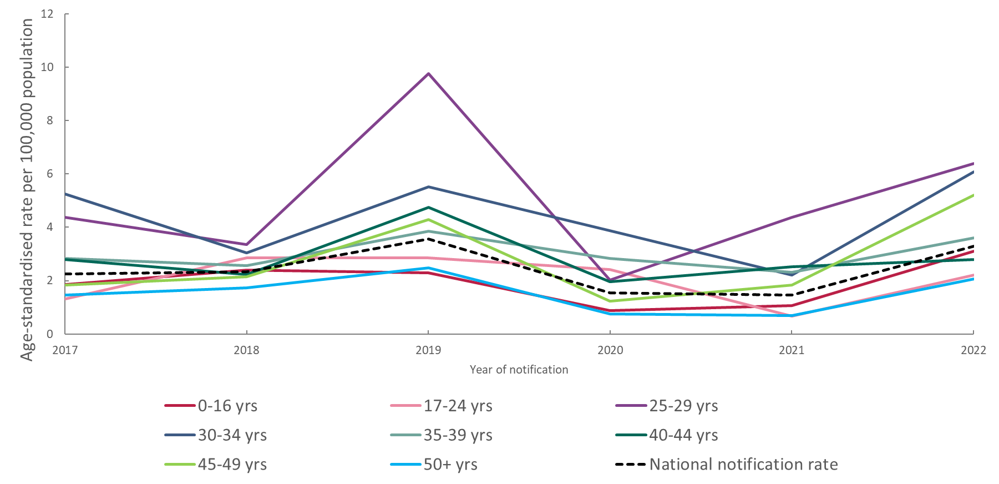 Age-standardised rate per 100,000 population
12
10
8
6
4
2
0
2017 2018 2019 2020 2021 2022
Year of notification
0-16 yrs 17-24 yrs 25-29 yrs
30-34 yrs 35-39 yrs 40-44 yrs
45-49 yrs 50+ yrs National notification rate